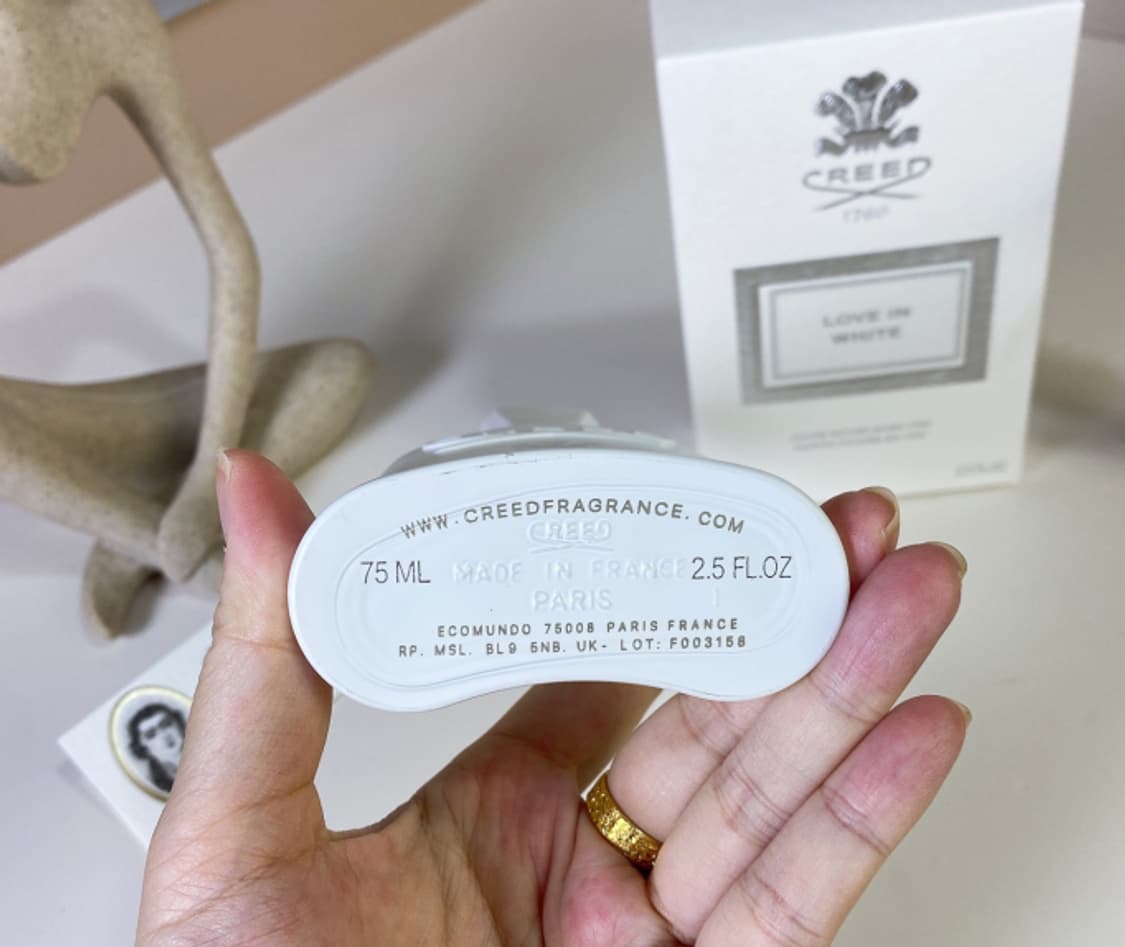 CREED
1760
LOVE IN
WHITE
WWW.CREEDFRAGRANCE.COM
CREED
75 ML MADE IN FRANCE 2.5 FL.OZ
PARIS
ECOMUNDO 75008 PARIS FRANCE
RP. MSL. BL9 5NB. UK- LOT: F003158